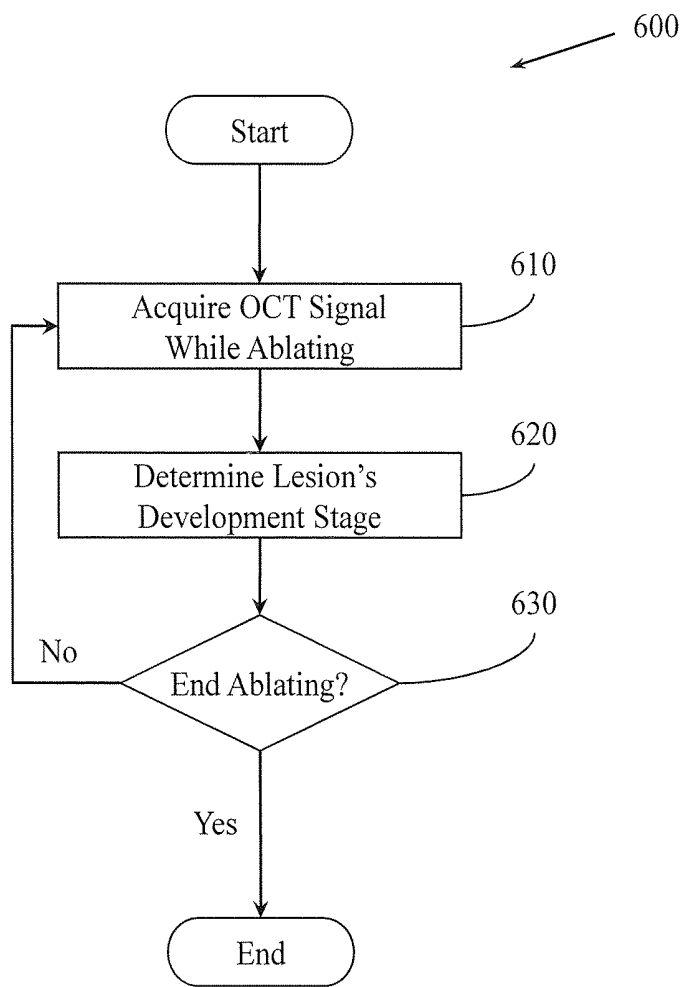 600
Start
610
Acquire OCT Signal
While Ablating
620
Determine Lesion's
Development Stage
630
No
End Ablating?
Yes
End